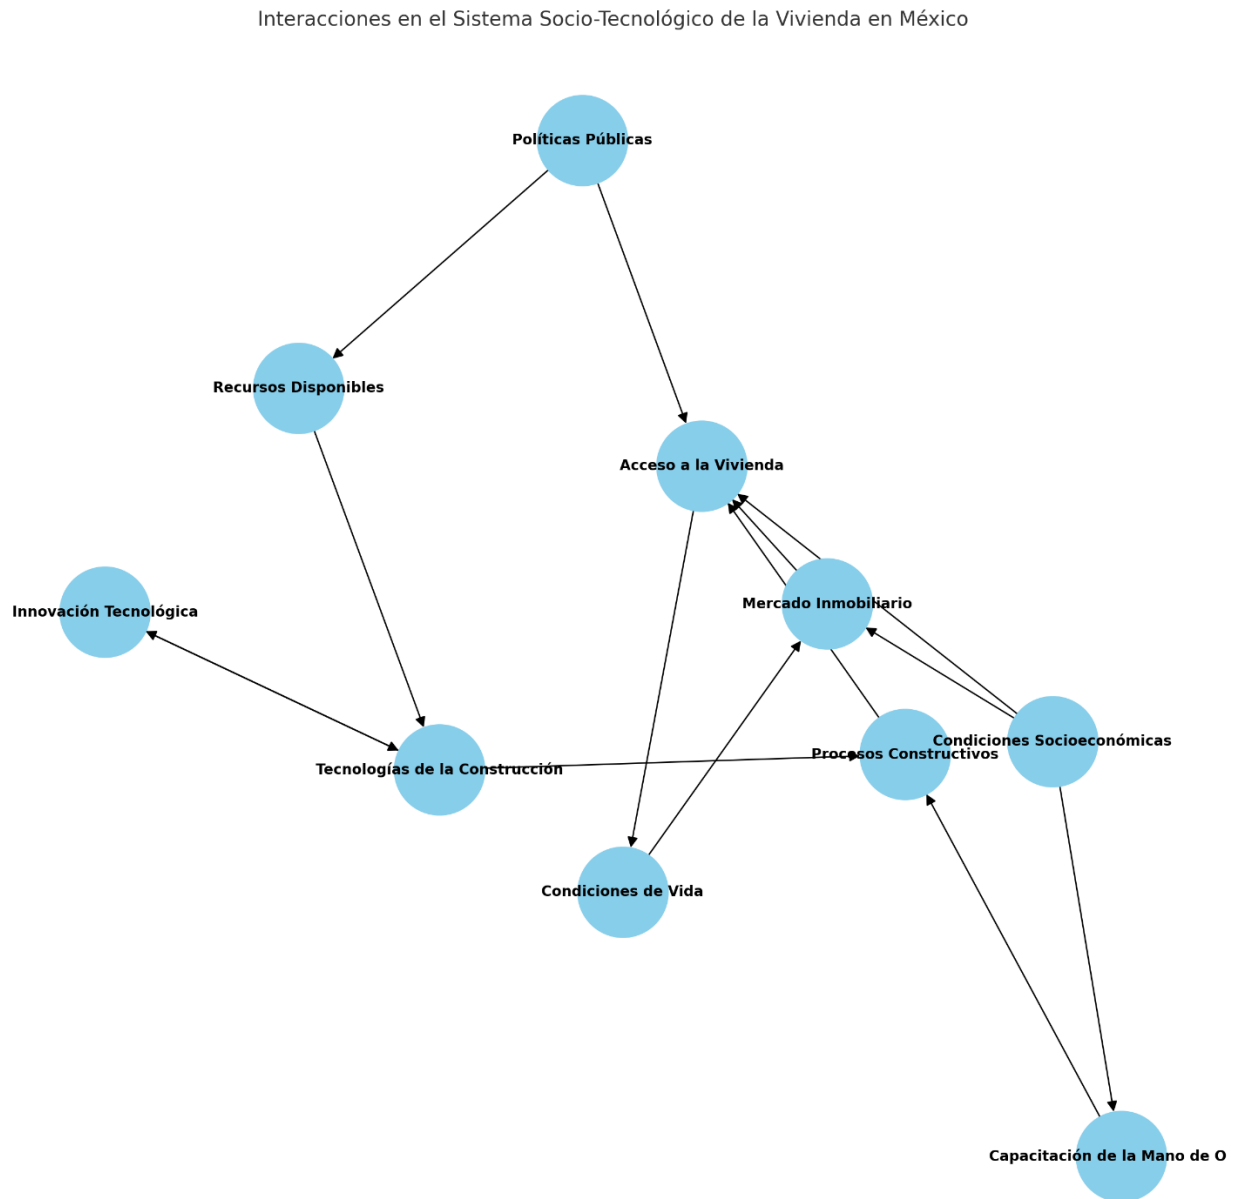 Interacciones en el Sistema Socio-Tecnológico de la Vivienda en México
Políticas Públicas
Recursos Disponibles
Acceso a la Vivienda
Mercado Inmobiliario
Innovación Tecnológica
Condiciones Socioeconómicas
Procesos Constructivos
Tecnologías de la Construcción
Condiciones de Vida
Capacitación de la Mano de O